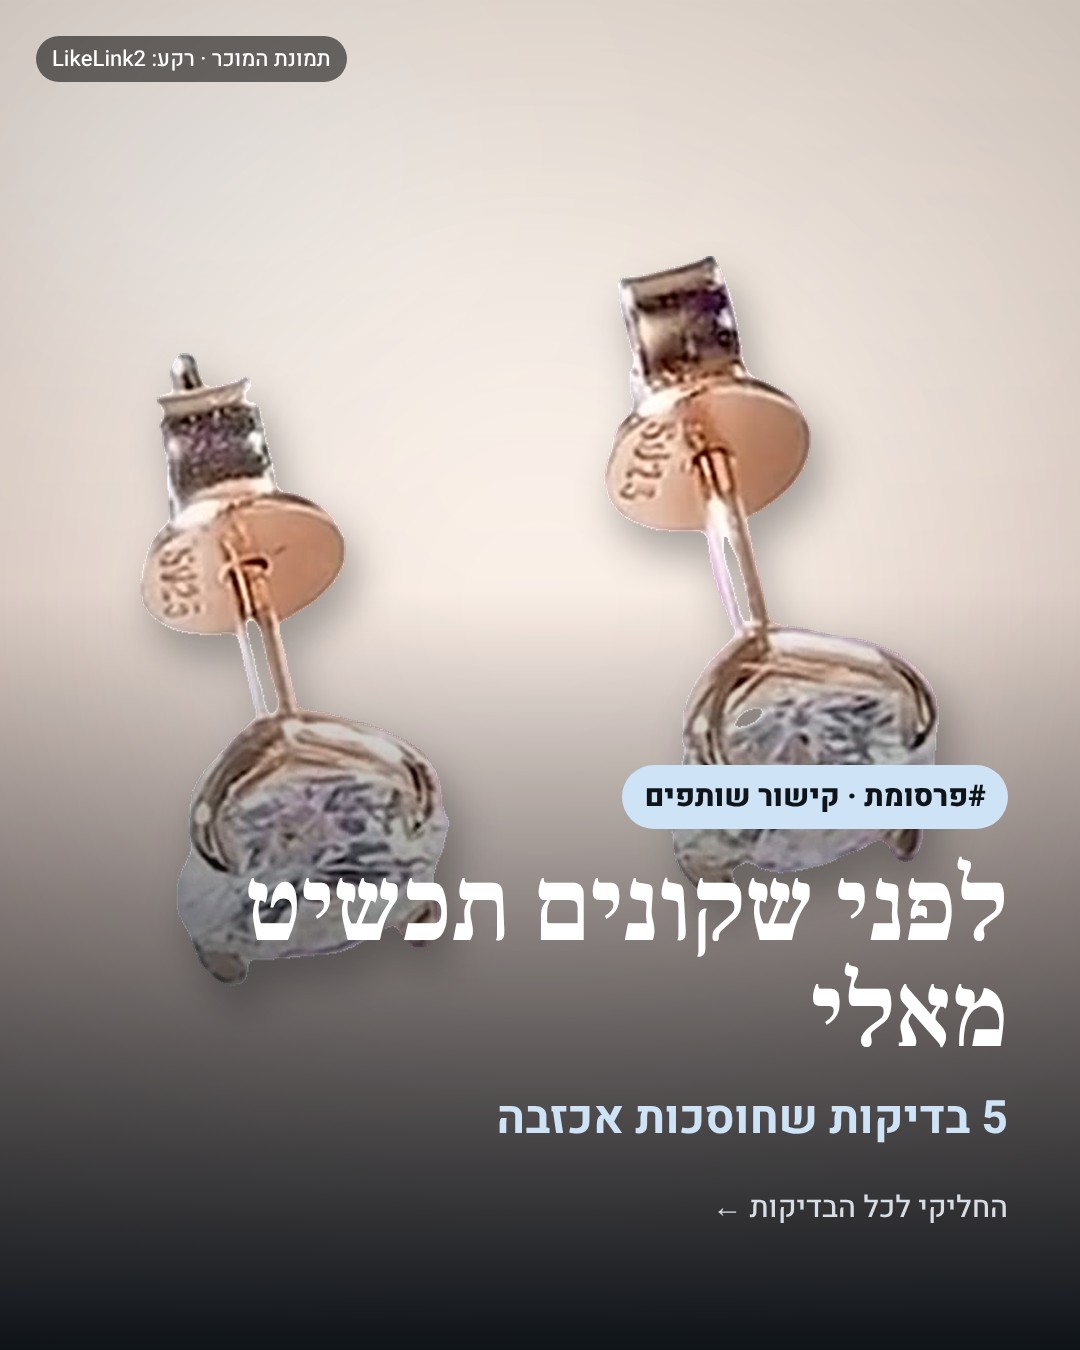 תמונת המוכר · רקע: LikeLink2
#פרסומת · קישור שותפים
לפני שקונים תכשיט
מאלי
5 בדיקות שחוסכות אכזבה
החליקי לכל הבדיקות ←